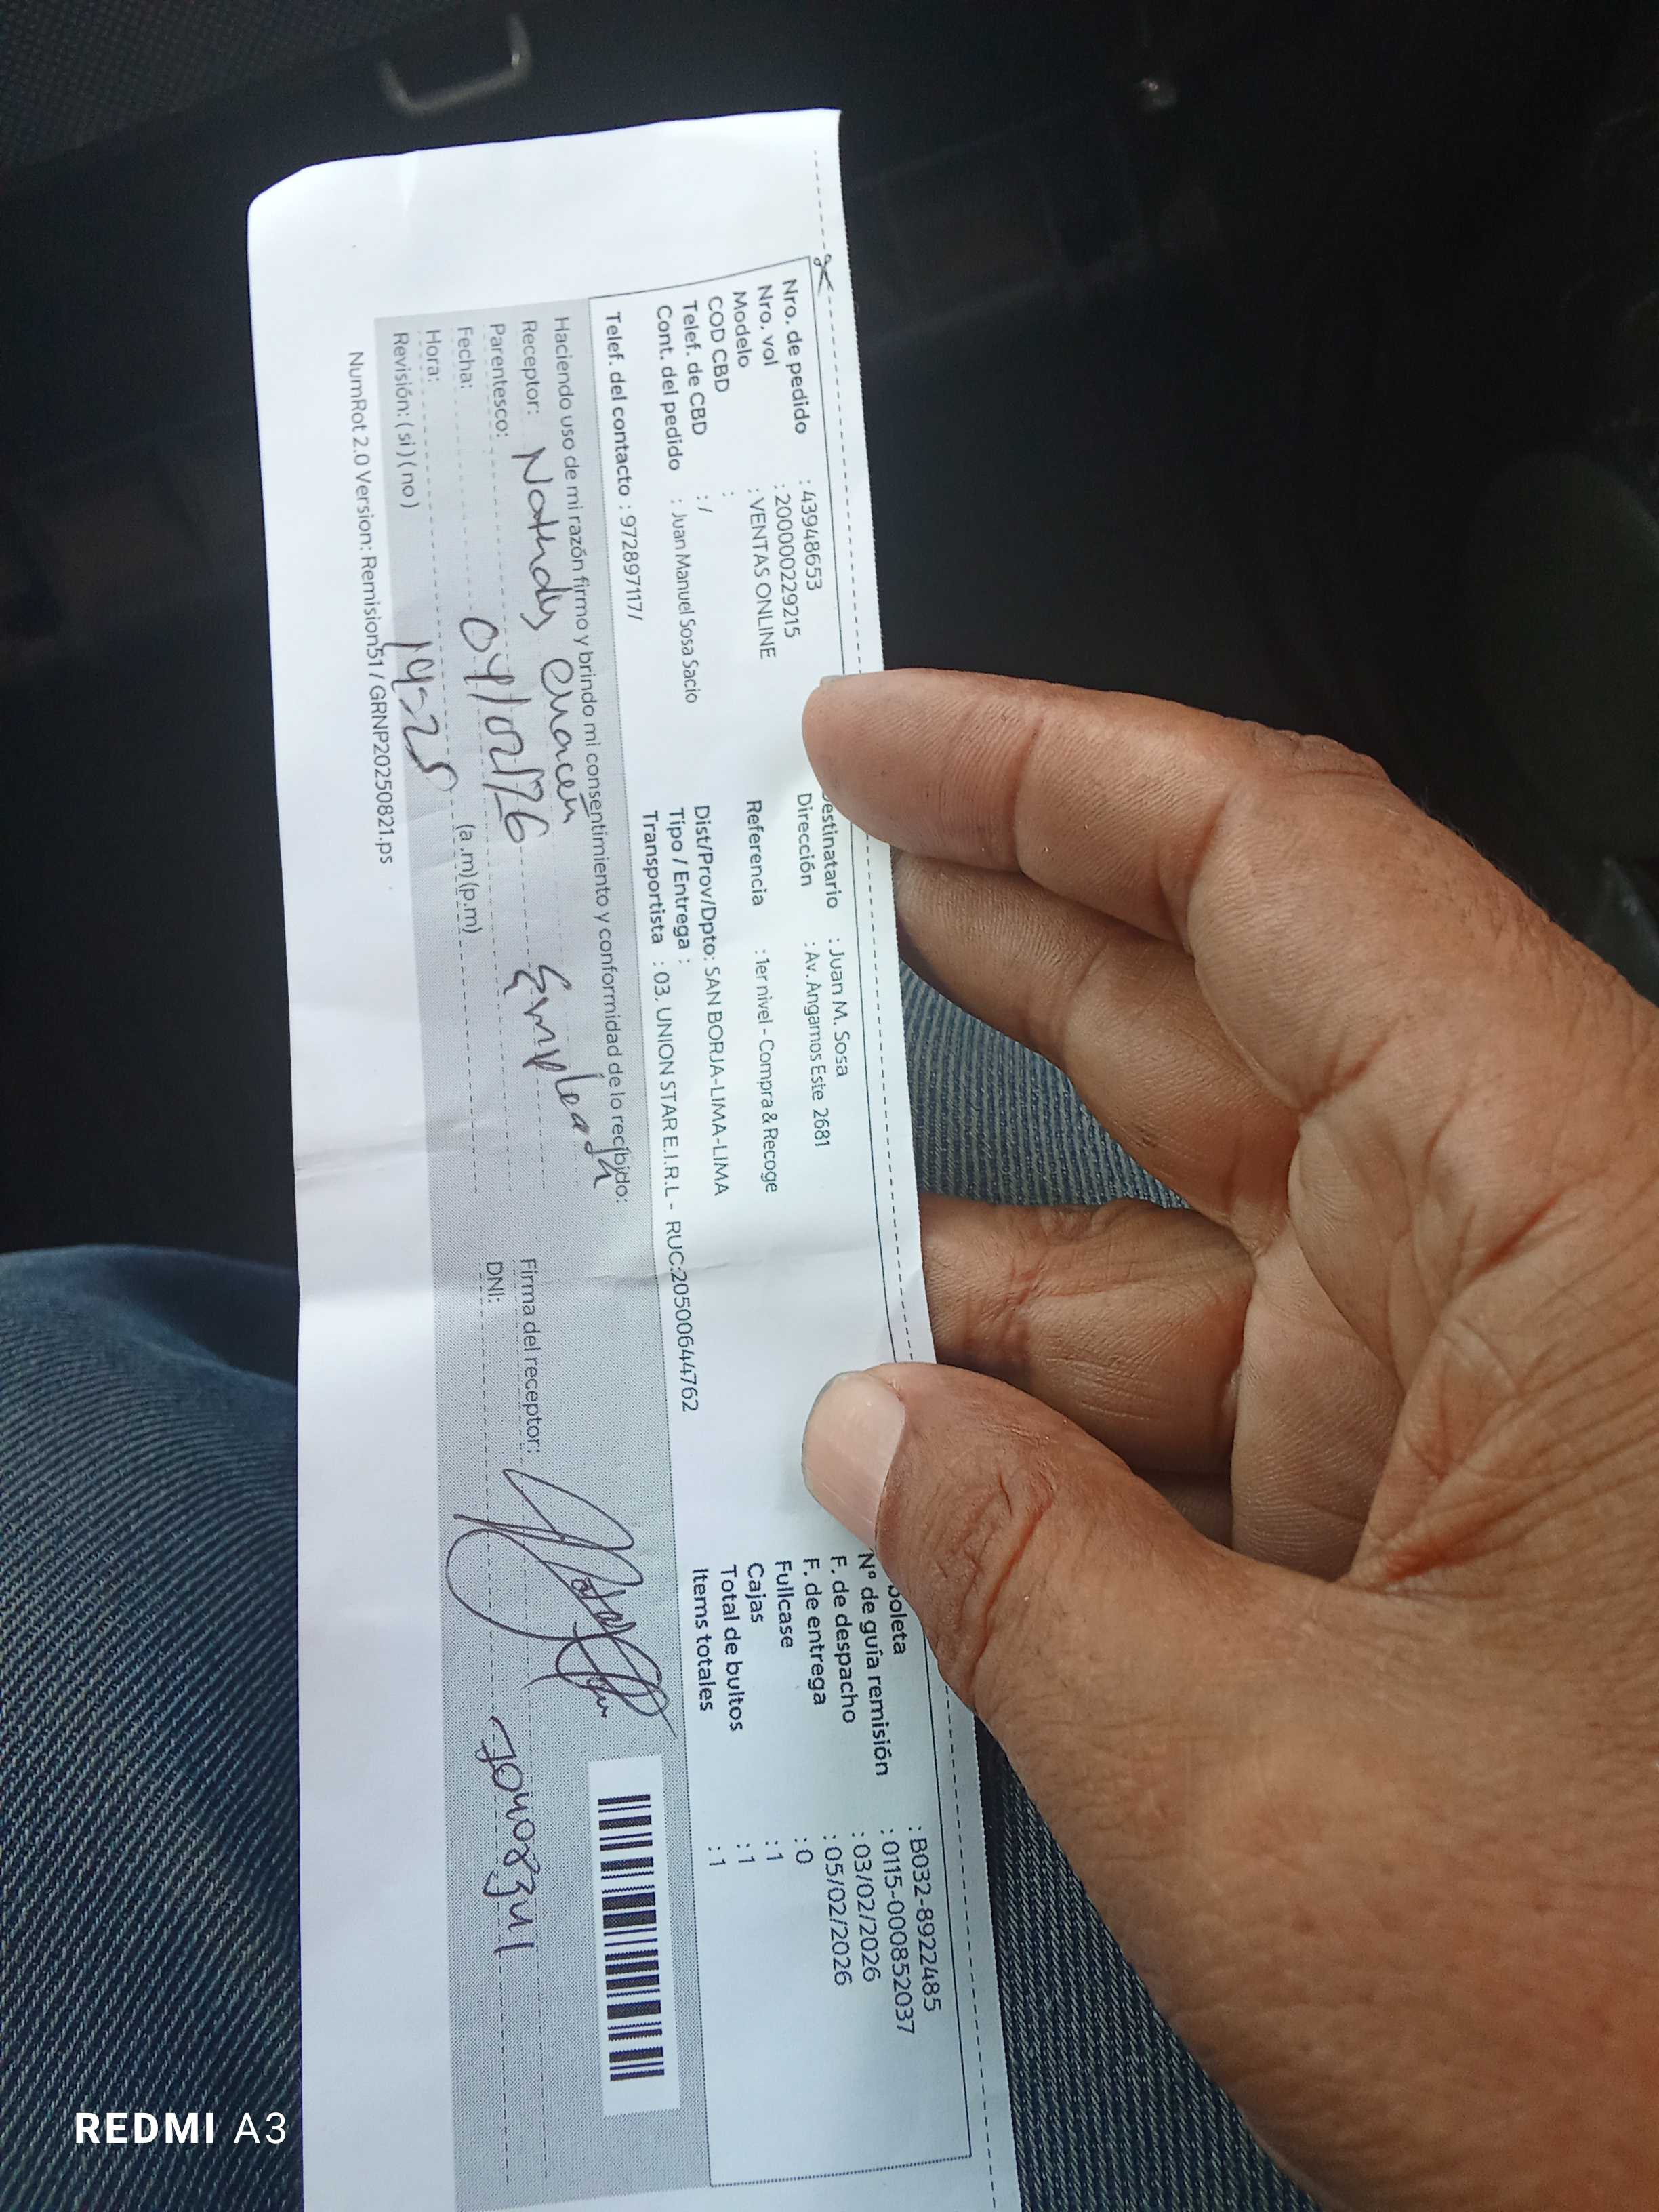 Nro. de pedido : 43948653
Nro. vol : 200000229215
Modelo : VENTAS ONLINE
COD CBD :
Telef. de CBD : /
Cont. del pedido : Juan Manuel Sosa Sacio
Telef. del contacto : 972897117/
estinatario : Juan M. Sosa
Dirección : Av. Angamos Este 2681
Referencia : 1er nivel - Compra & Recoge
Dist/Prov/Dpto: SAN BORJA-LIMA-LIMA
Tipo / Entrega :
Transportista : 03. UNION STAR E.I.R.L - RUC:20500644762
boleta : B032-8922485
N° de guía remisión : 0115-000852037
F. de despacho : 03/02/2026
F. de entrega : 05/02/2026
Fullcase : 0
Cajas : 1
Total de bultos : 1
Items totales : 1
Haciendo uso de mi razón firmo y brindo mi consentimiento y conformidad de lo recibido:
Receptor:
Parentesco: Empleada
Fecha: 04/02/26
Hora: 14-25 (a .m) (p.m)
Revisión: ( si ) ( no )
Firma del receptor:
DNI: 70408341
NumRot 2.0 Version: Remision51 / GRNP20250821.ps
REDMI A3